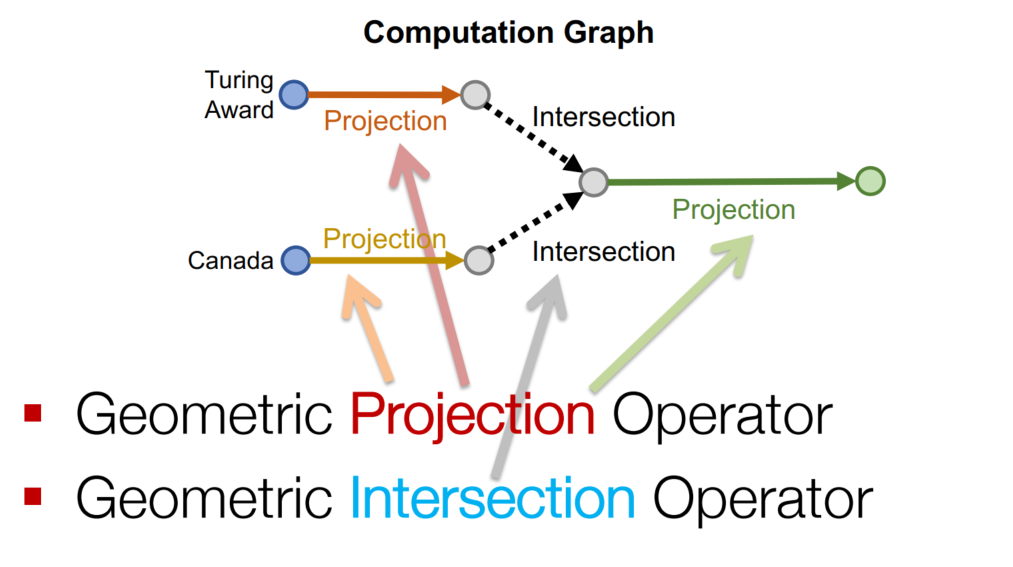 Computation Graph
Turing
Award
Projection
Intersection
Projection
Canada
Projection
Intersection
▪ Geometric Projection Operator
▪ Geometric Intersection Operator